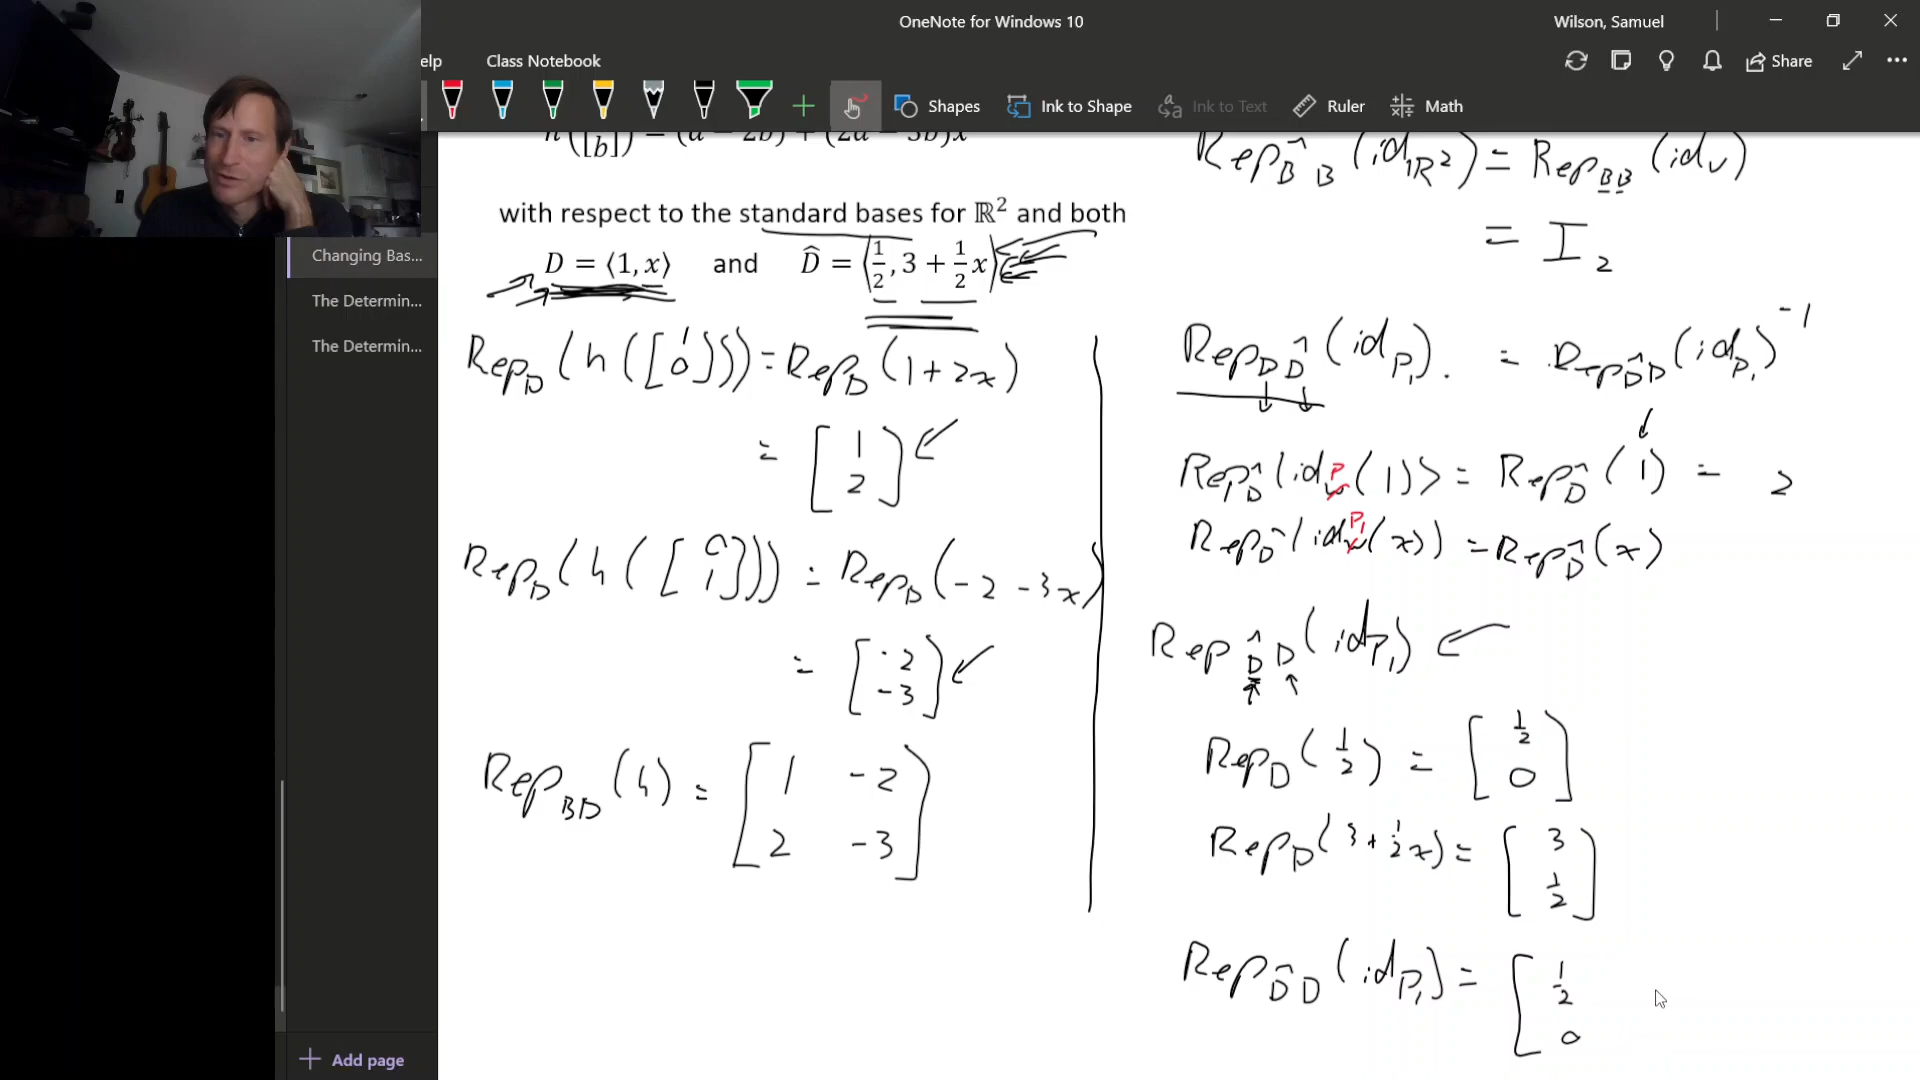 OneNote for Windows 10
Wilson, Samuel
elp
Class Notebook
Share
Shapes
Ink to Shape
Ink to Text
Ruler
Math
Changing Bas...
The Determin...
The Determin...
Add page
h([b]) = (a − 2b) + (2a − 3b)x
with respect to the standard bases for ℝ² and both
D = ⟨1, x⟩ and D̂ = ⟨1/2, 3 + 1/2 x⟩
Rep_D (h([1 0])) = Rep_D (1 + 2x)
= [1 2]
Rep_D (h([0 1])) = Rep_D (-2 - 3x)
= [-2 -3]
Rep_BD (h) = [1 -2
2 -3]
Rep_B̂B (id_ℝ²) = Rep_BB (id_V)
= I_2
Rep_DD̂ (id_P₁). = Rep_D̂D (id_P₁)^-1
Rep_D̂ (id_P (1)) = Rep_D̂ (1) = 2
Rep_D̂ (id_P₁ (x)) = Rep_D̂ (x)
Rep_D̂D (id_P₁)
Rep_D (1/2) = [1/2 0]
Rep_D (3 + 1/2 x) = [3 1/2]
Rep_D̂D (id_P₁) = [1/2
0